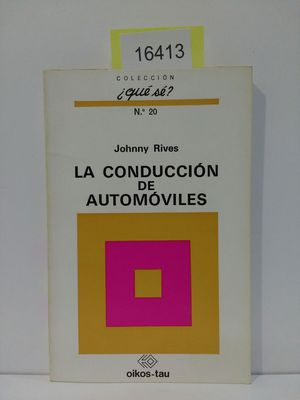 16413
COLECCIÓN
¿qué sé?
N.º 20
Johnny Rives
LA CONDUCCIÓN
DE
AUTOMÓVILES
oikos-tau